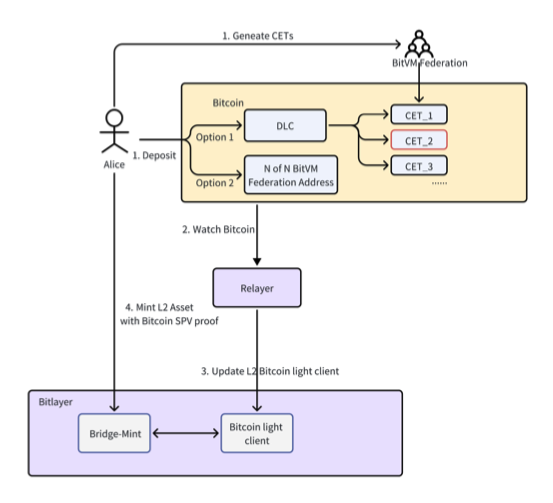 1. Geneate CETs
BitVM Federation
Bitcoin
CET_1
DLC
Option 1
CET_2
1. Deposit
Alice
CET_3
N of N BitVM
Federation Address
Option 2
......
2. Watch Bitcoin
Relayer
4. Mint L2 Asset
with Bitcoin SPV proof
3. Update L2 Bitcoin light client
Bitlayer
Bridge-Mint
Bitcoin light
client